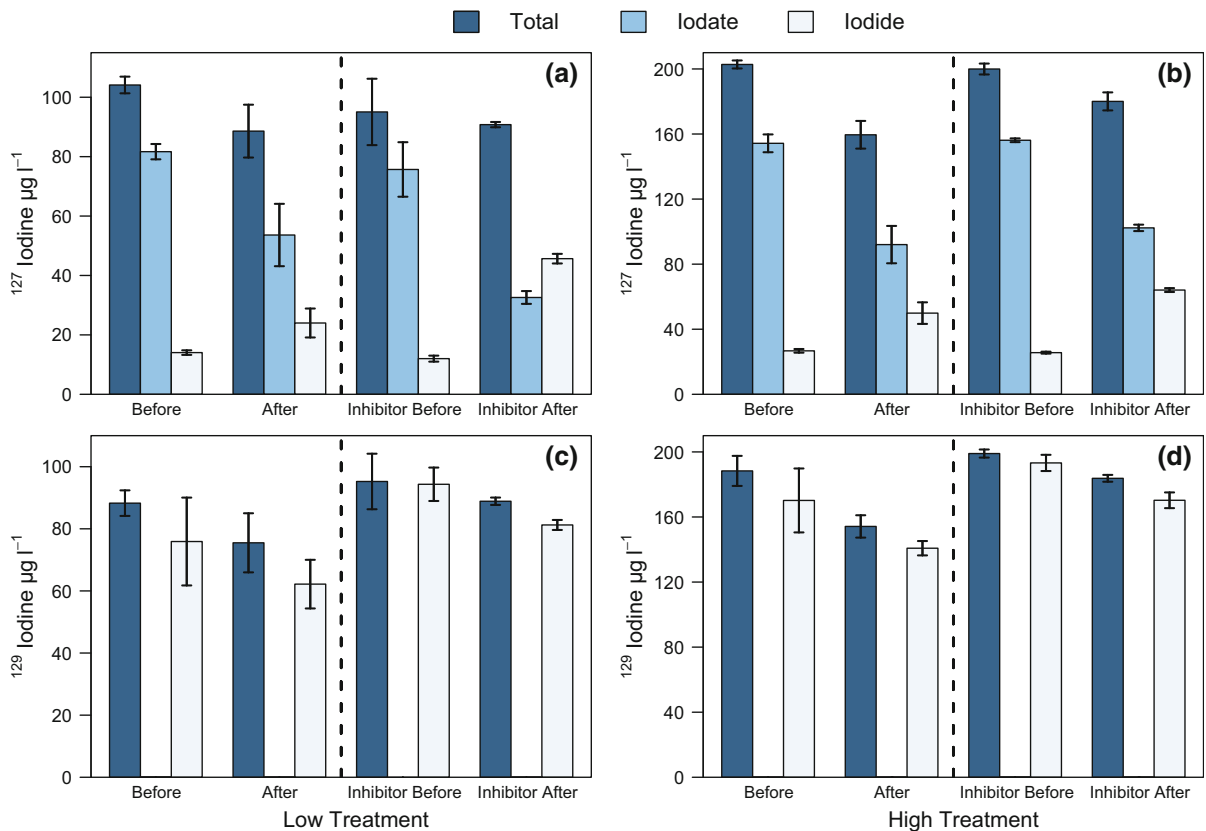 Total Iodate Iodide
(a)
127 Iodine µg l−1
100
80
60
40
20
0
Before After Inhibitor Before Inhibitor After
(b)
127 Iodine µg l−1
200
160
120
80
40
0
Before After Inhibitor Before Inhibitor After
(c)
129 Iodine µg l−1
100
80
60
40
20
0
Before After Inhibitor Before Inhibitor After
Low Treatment
(d)
129 Iodine µg l−1
200
160
120
80
40
0
Before After Inhibitor Before Inhibitor After
High Treatment